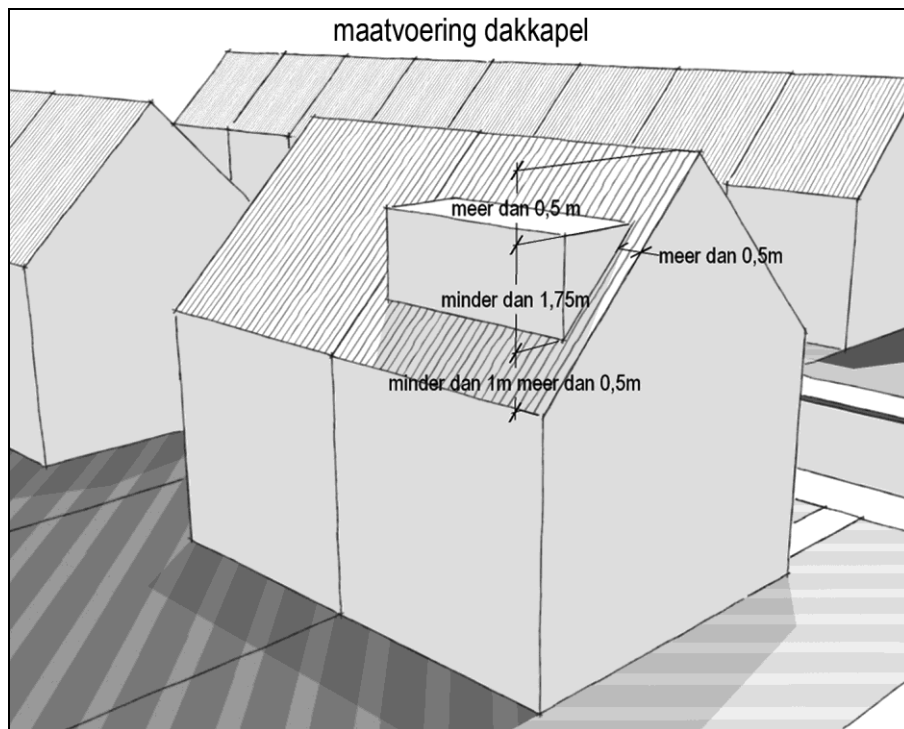 maatvoering dakkapel
meer dan 0,5 m
meer dan 0,5m
minder dan 1,75m
minder dan 1m meer dan 0,5m